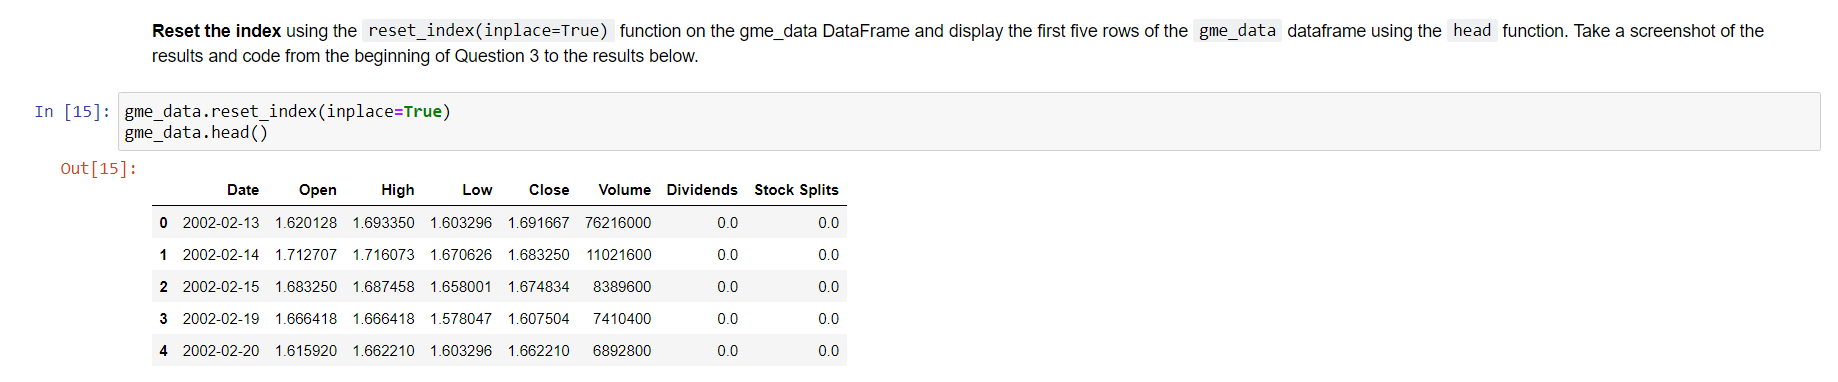 Reset the index using the reset_index(inplace=True) function on the gme_data DataFrame and display the first five rows of the gme_data dataframe using the head function. Take a screenshot of the
results and code from the beginning of Question 3 to the results below.
In [15]: gme_data.reset_index(inplace=True)
gme_data.head()
Out[15]:
Date Open High Low Close Volume Dividends Stock Splits
0 2002-02-13 1.620128 1.693350 1.603296 1.691667 76216000 0.0 0.0
1 2002-02-14 1.712707 1.716073 1.670626 1.683250 11021600 0.0 0.0
2 2002-02-15 1.683250 1.687458 1.658001 1.674834 8389600 0.0 0.0
3 2002-02-19 1.666418 1.666418 1.578047 1.607504 7410400 0.0 0.0
4 2002-02-20 1.615920 1.662210 1.603296 1.662210 6892800 0.0 0.0